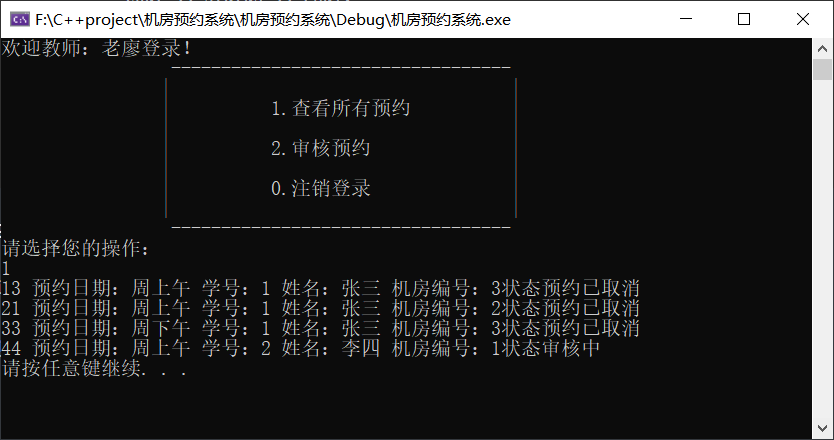 F:\C++project\机房预约系统\机房预约系统\Debug\机房预约系统.exe
欢迎教师：老廖登录！
----------------------------------
1.查看所有预约
2.审核预约
0.注销登录
----------------------------------
请选择您的操作：
1
13 预约日期：周上午 学号：1 姓名：张三 机房编号：3状态预约已取消
21 预约日期：周上午 学号：1 姓名：张三 机房编号：2状态预约已取消
33 预约日期：周下午 学号：1 姓名：张三 机房编号：3状态预约已取消
44 预约日期：周上午 学号：2 姓名：李四 机房编号：1状态审核中
请按任意键继续. . .